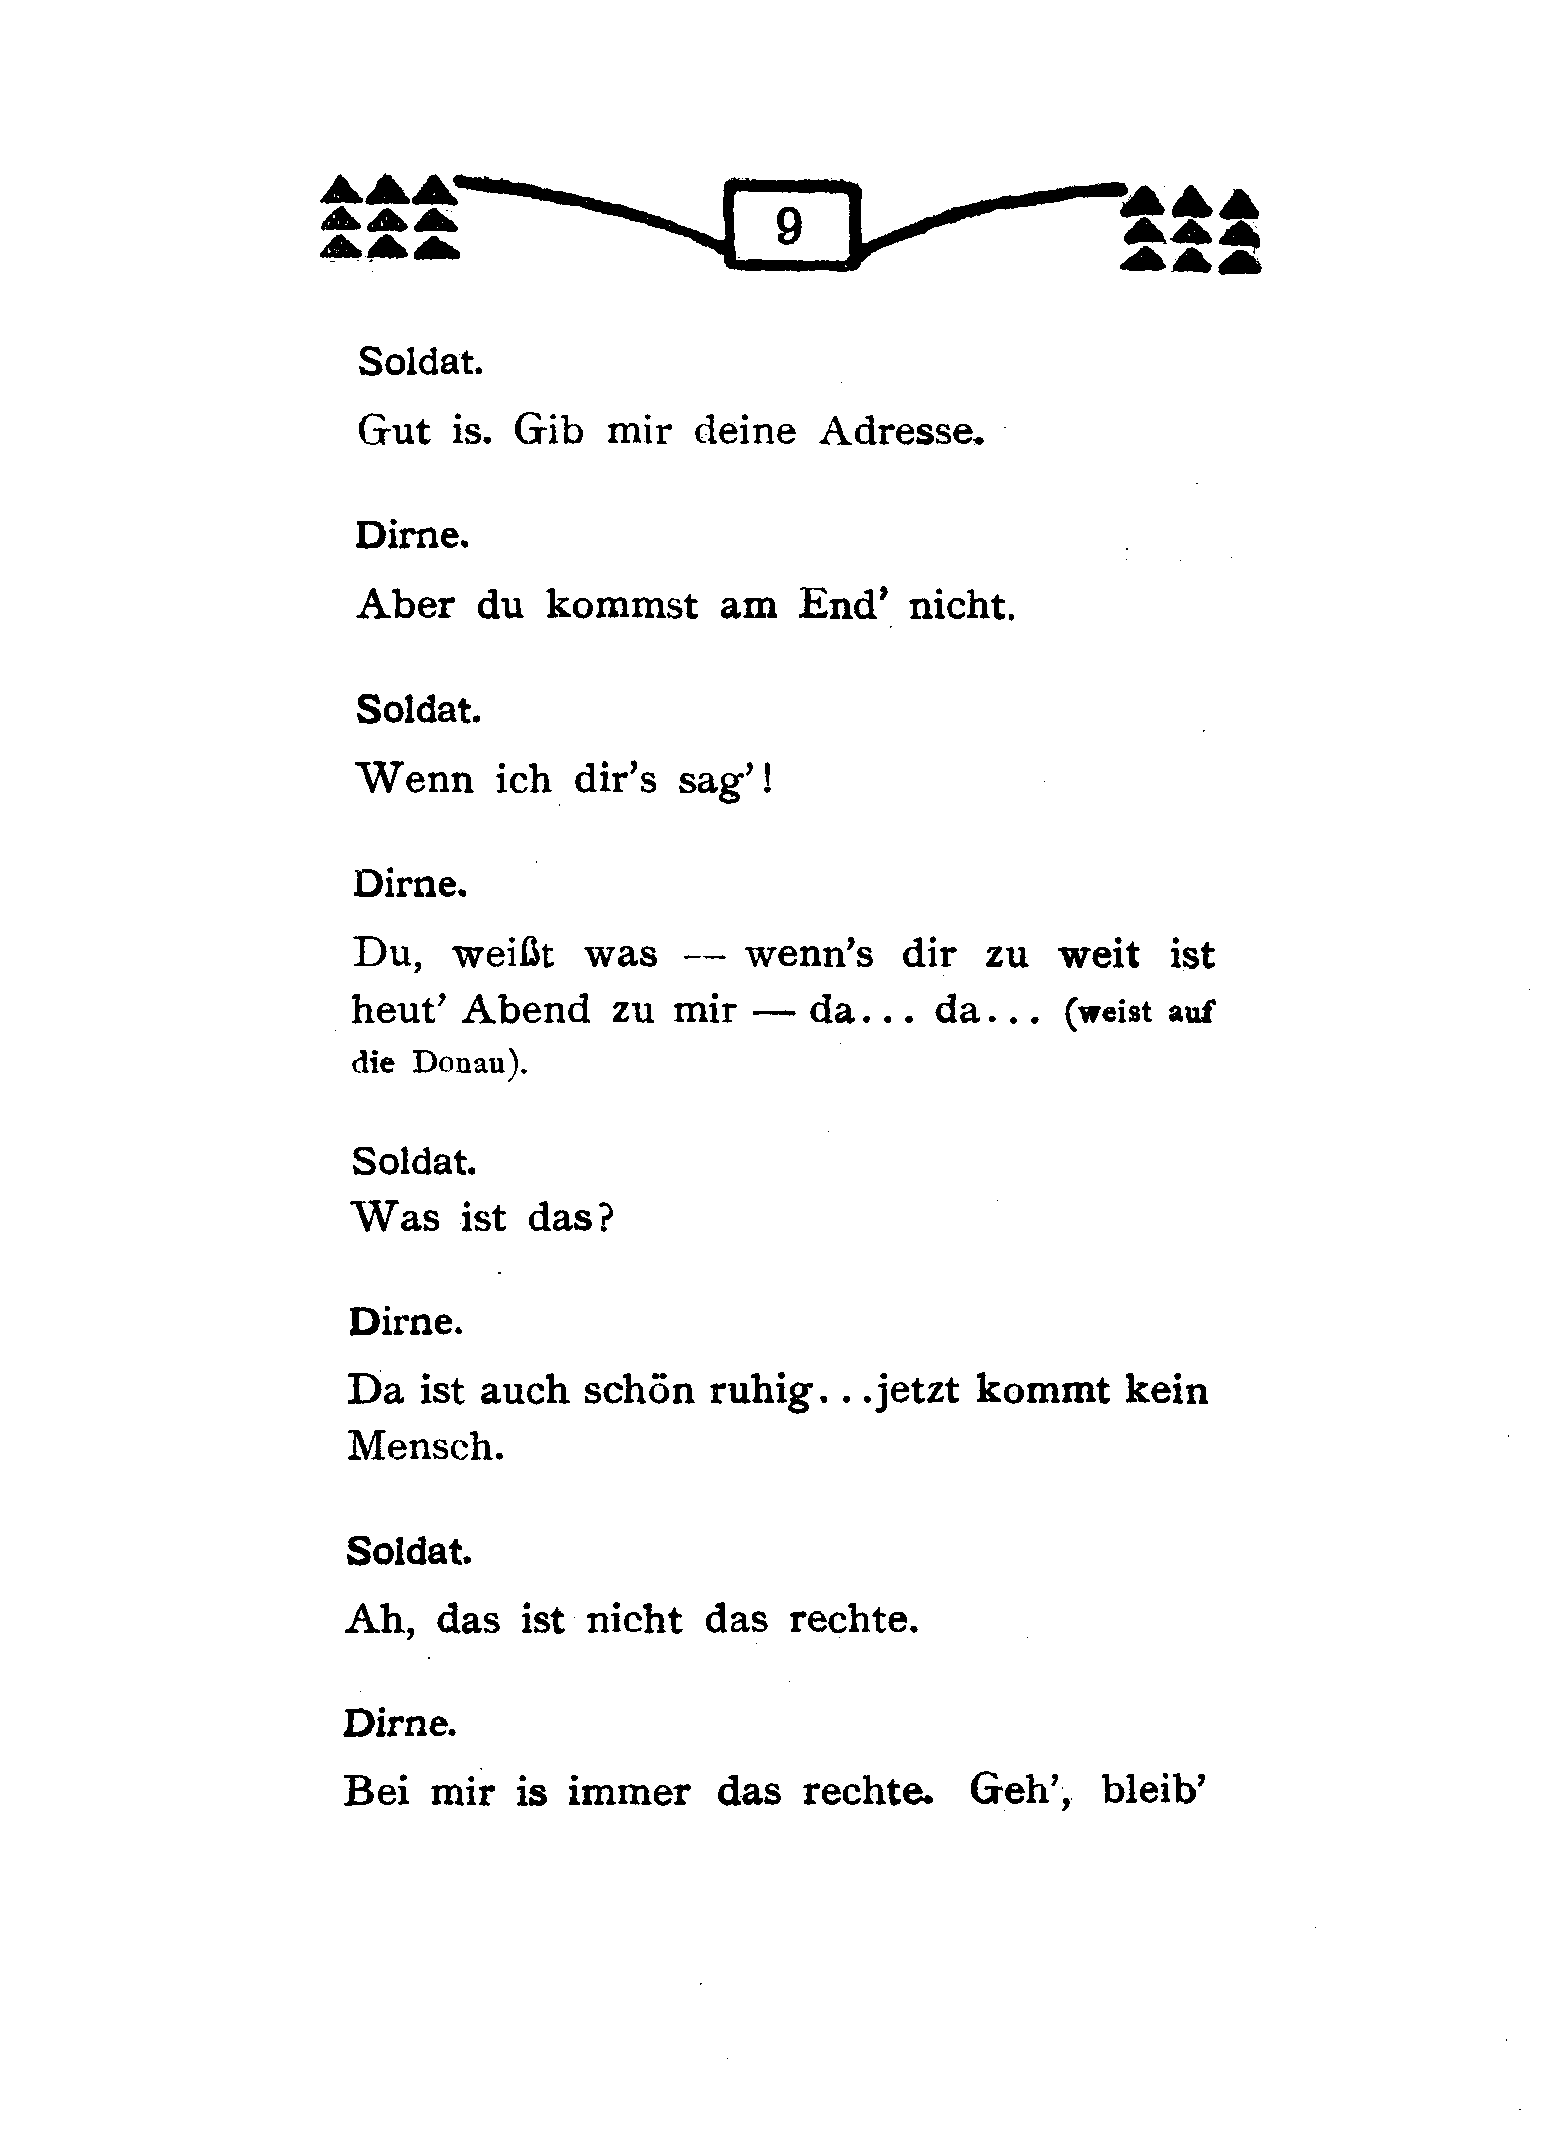 9
Soldat.
Gut is. Gib mir deine Adresse.
Dirne.
Aber du kommst am End’ nicht.
Soldat.
Wenn ich dir’s sag’!
Dirne.
Du, weißt was — wenn’s dir zu weit ist
heut’ Abend zu mir — da... da... (weist auf
die Donau).
Soldat.
Was ist das?
Dirne.
Da ist auch schön ruhig...jetzt kommt kein
Mensch.
Soldat.
Ah, das ist nicht das rechte.
Dirne.
Bei mir is immer das rechte. Geh’, bleib’